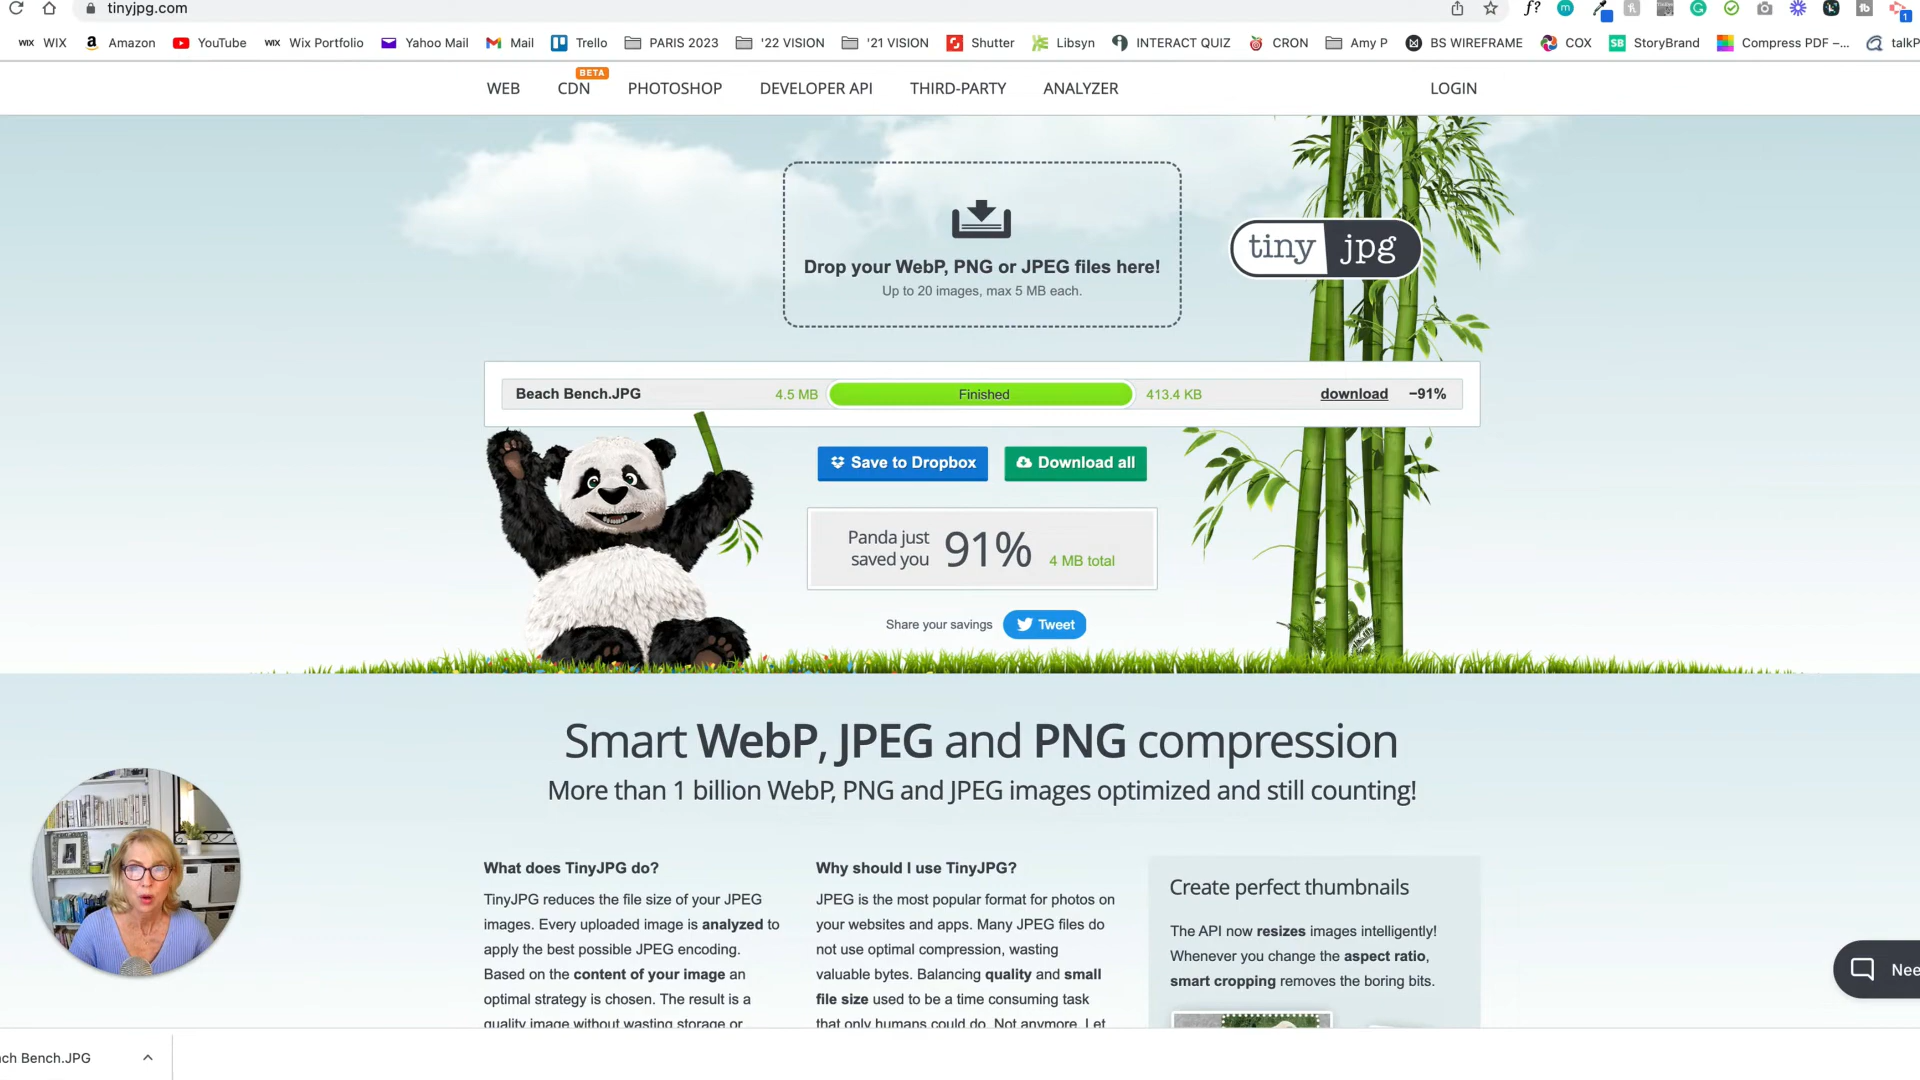 tinyjpg.com
f?
WIX WIX
a Amazon
YouTube
WIX Wix Portfolio
Yahoo Mail
Mail
Trello
PARIS 2023
'22 VISION
'21 VISION
Shutter
Libsyn
INTERACT QUIZ
CRON
Amy P
BS WIREFRAME
COX
SB StoryBrand
Compress PDF –...
talkP
WEB
CDN
BETA
PHOTOSHOP
DEVELOPER API
THIRD-PARTY
ANALYZER
LOGIN
Drop your WebP, PNG or JPEG files here!
Up to 20 images, max 5 MB each.
tiny jpg
Beach Bench.JPG 4.5 MB Finished 413.4 KB download –91%
Save to Dropbox
Download all
Panda just
saved you
91%
4 MB total
Share your savings
Tweet
Smart WebP, JPEG and PNG compression
More than 1 billion WebP, PNG and JPEG images optimized and still counting!
What does TinyJPG do?
TinyJPG reduces the file size of your JPEG
images. Every uploaded image is analyzed to
apply the best possible JPEG encoding.
Based on the content of your image an
optimal strategy is chosen. The result is a
quality image without wasting storage or
Why should I use TinyJPG?
JPEG is the most popular format for photos on
your websites and apps. Many JPEG files do
not use optimal compression, wasting
valuable bytes. Balancing quality and small
file size used to be a time consuming task
that only humans could do. Not anymore. Let
Create perfect thumbnails
The API now resizes images intelligently!
Whenever you change the aspect ratio,
smart cropping removes the boring bits.
Nee
ch Bench.JPG